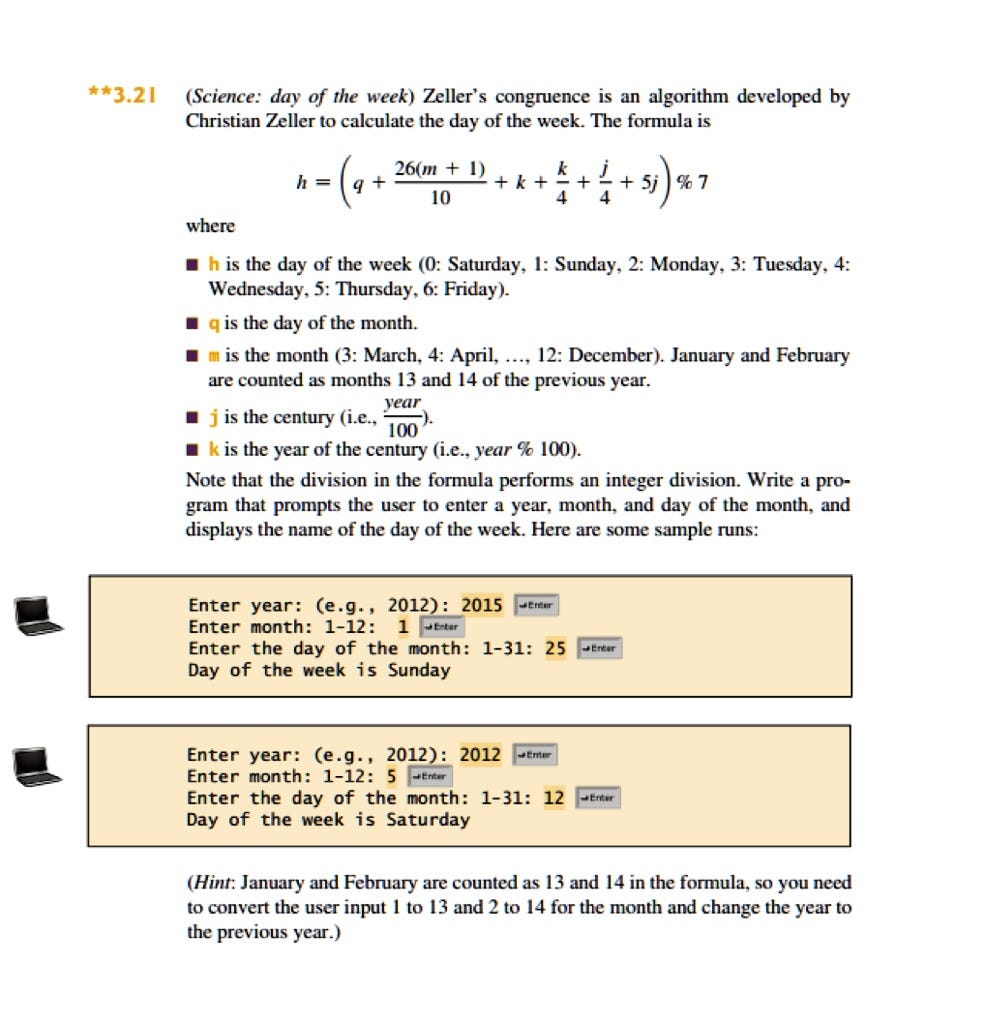 **3.21 (Science: day of the week) Zeller's congruence is an algorithm developed by
Christian Zeller to calculate the day of the week. The formula is
h = (q + 26(m + 1)/10 + k + k/4 + j/4 + 5j) % 7
where
■ h is the day of the week (0: Saturday, 1: Sunday, 2: Monday, 3: Tuesday, 4:
Wednesday, 5: Thursday, 6: Friday).
■ q is the day of the month.
■ m is the month (3: March, 4: April, ..., 12: December). January and February
are counted as months 13 and 14 of the previous year.
■ j is the century (i.e., year/100).
■ k is the year of the century (i.e., year % 100).
Note that the division in the formula performs an integer division. Write a pro-
gram that prompts the user to enter a year, month, and day of the month, and
displays the name of the day of the week. Here are some sample runs:
Enter year: (e.g., 2012): 2015 ↵Enter
Enter month: 1-12: 1 ↵Enter
Enter the day of the month: 1-31: 25 ↵Enter
Day of the week is Sunday
Enter year: (e.g., 2012): 2012 ↵Enter
Enter month: 1-12: 5 ↵Enter
Enter the day of the month: 1-31: 12 ↵Enter
Day of the week is Saturday
(Hint: January and February are counted as 13 and 14 in the formula, so you need
to convert the user input 1 to 13 and 2 to 14 for the month and change the year to
the previous year.)